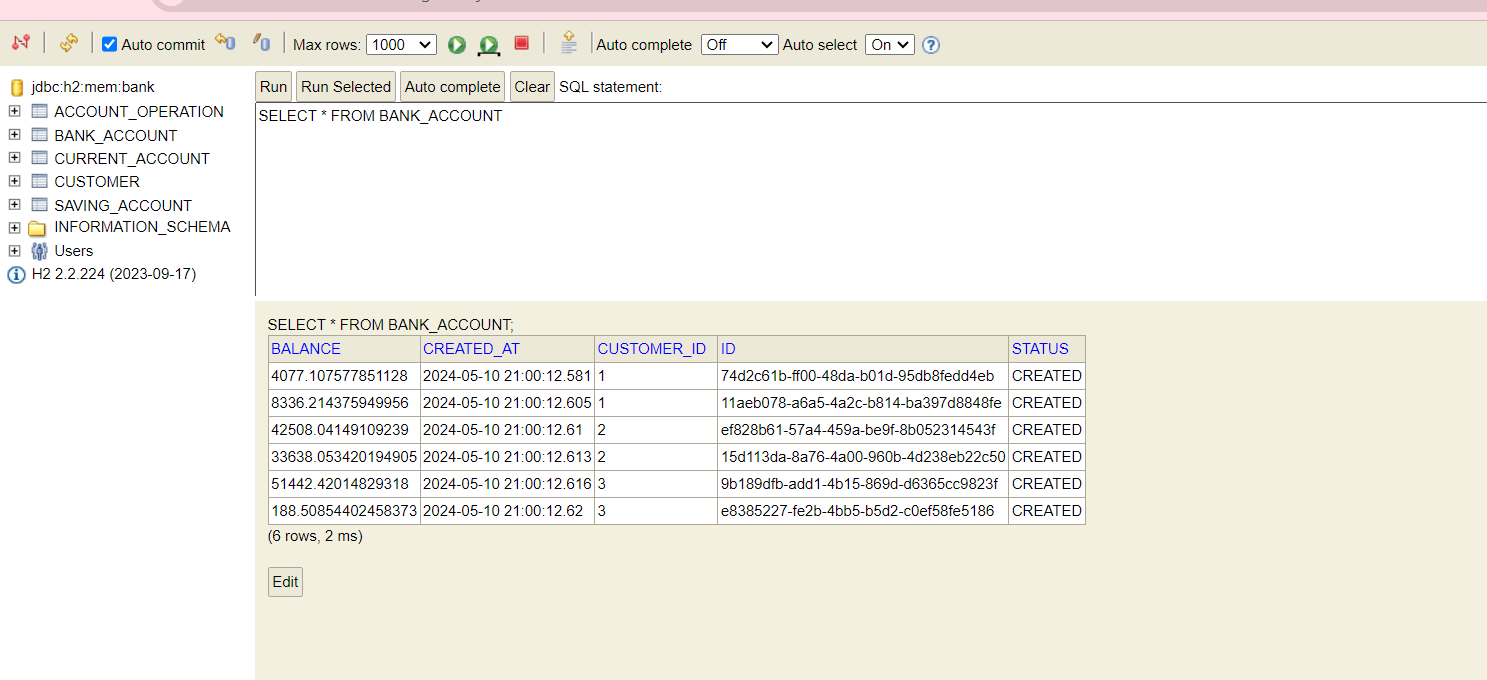 Auto commit Max rows: 1000 Auto complete Off Auto select On ?
jdbc:h2:mem:bank
ACCOUNT_OPERATION
BANK_ACCOUNT
CURRENT_ACCOUNT
CUSTOMER
SAVING_ACCOUNT
INFORMATION_SCHEMA
Users
H2 2.2.224 (2023-09-17)
Run Run Selected Auto complete Clear SQL statement:
SELECT * FROM BANK_ACCOUNT
SELECT * FROM BANK_ACCOUNT;
BALANCE CREATED_AT CUSTOMER_ID ID STATUS
4077.107577851128 2024-05-10 21:00:12.581 1 74d2c61b-ff00-48da-b01d-95db8fedd4eb CREATED
8336.214375949956 2024-05-10 21:00:12.605 1 11aeb078-a6a5-4a2c-b814-ba397d8848fe CREATED
42508.04149109239 2024-05-10 21:00:12.61 2 ef828b61-57a4-459a-be9f-8b052314543f CREATED
33638.053420194905 2024-05-10 21:00:12.613 2 15d113da-8a76-4a00-960b-4d238eb22c50 CREATED
51442.42014829318 2024-05-10 21:00:12.616 3 9b189dfb-add1-4b15-869d-d6365cc9823f CREATED
188.50854402458373 2024-05-10 21:00:12.62 3 e8385227-fe2b-4bb5-b5d2-c0ef58fe5186 CREATED
(6 rows, 2 ms)
Edit